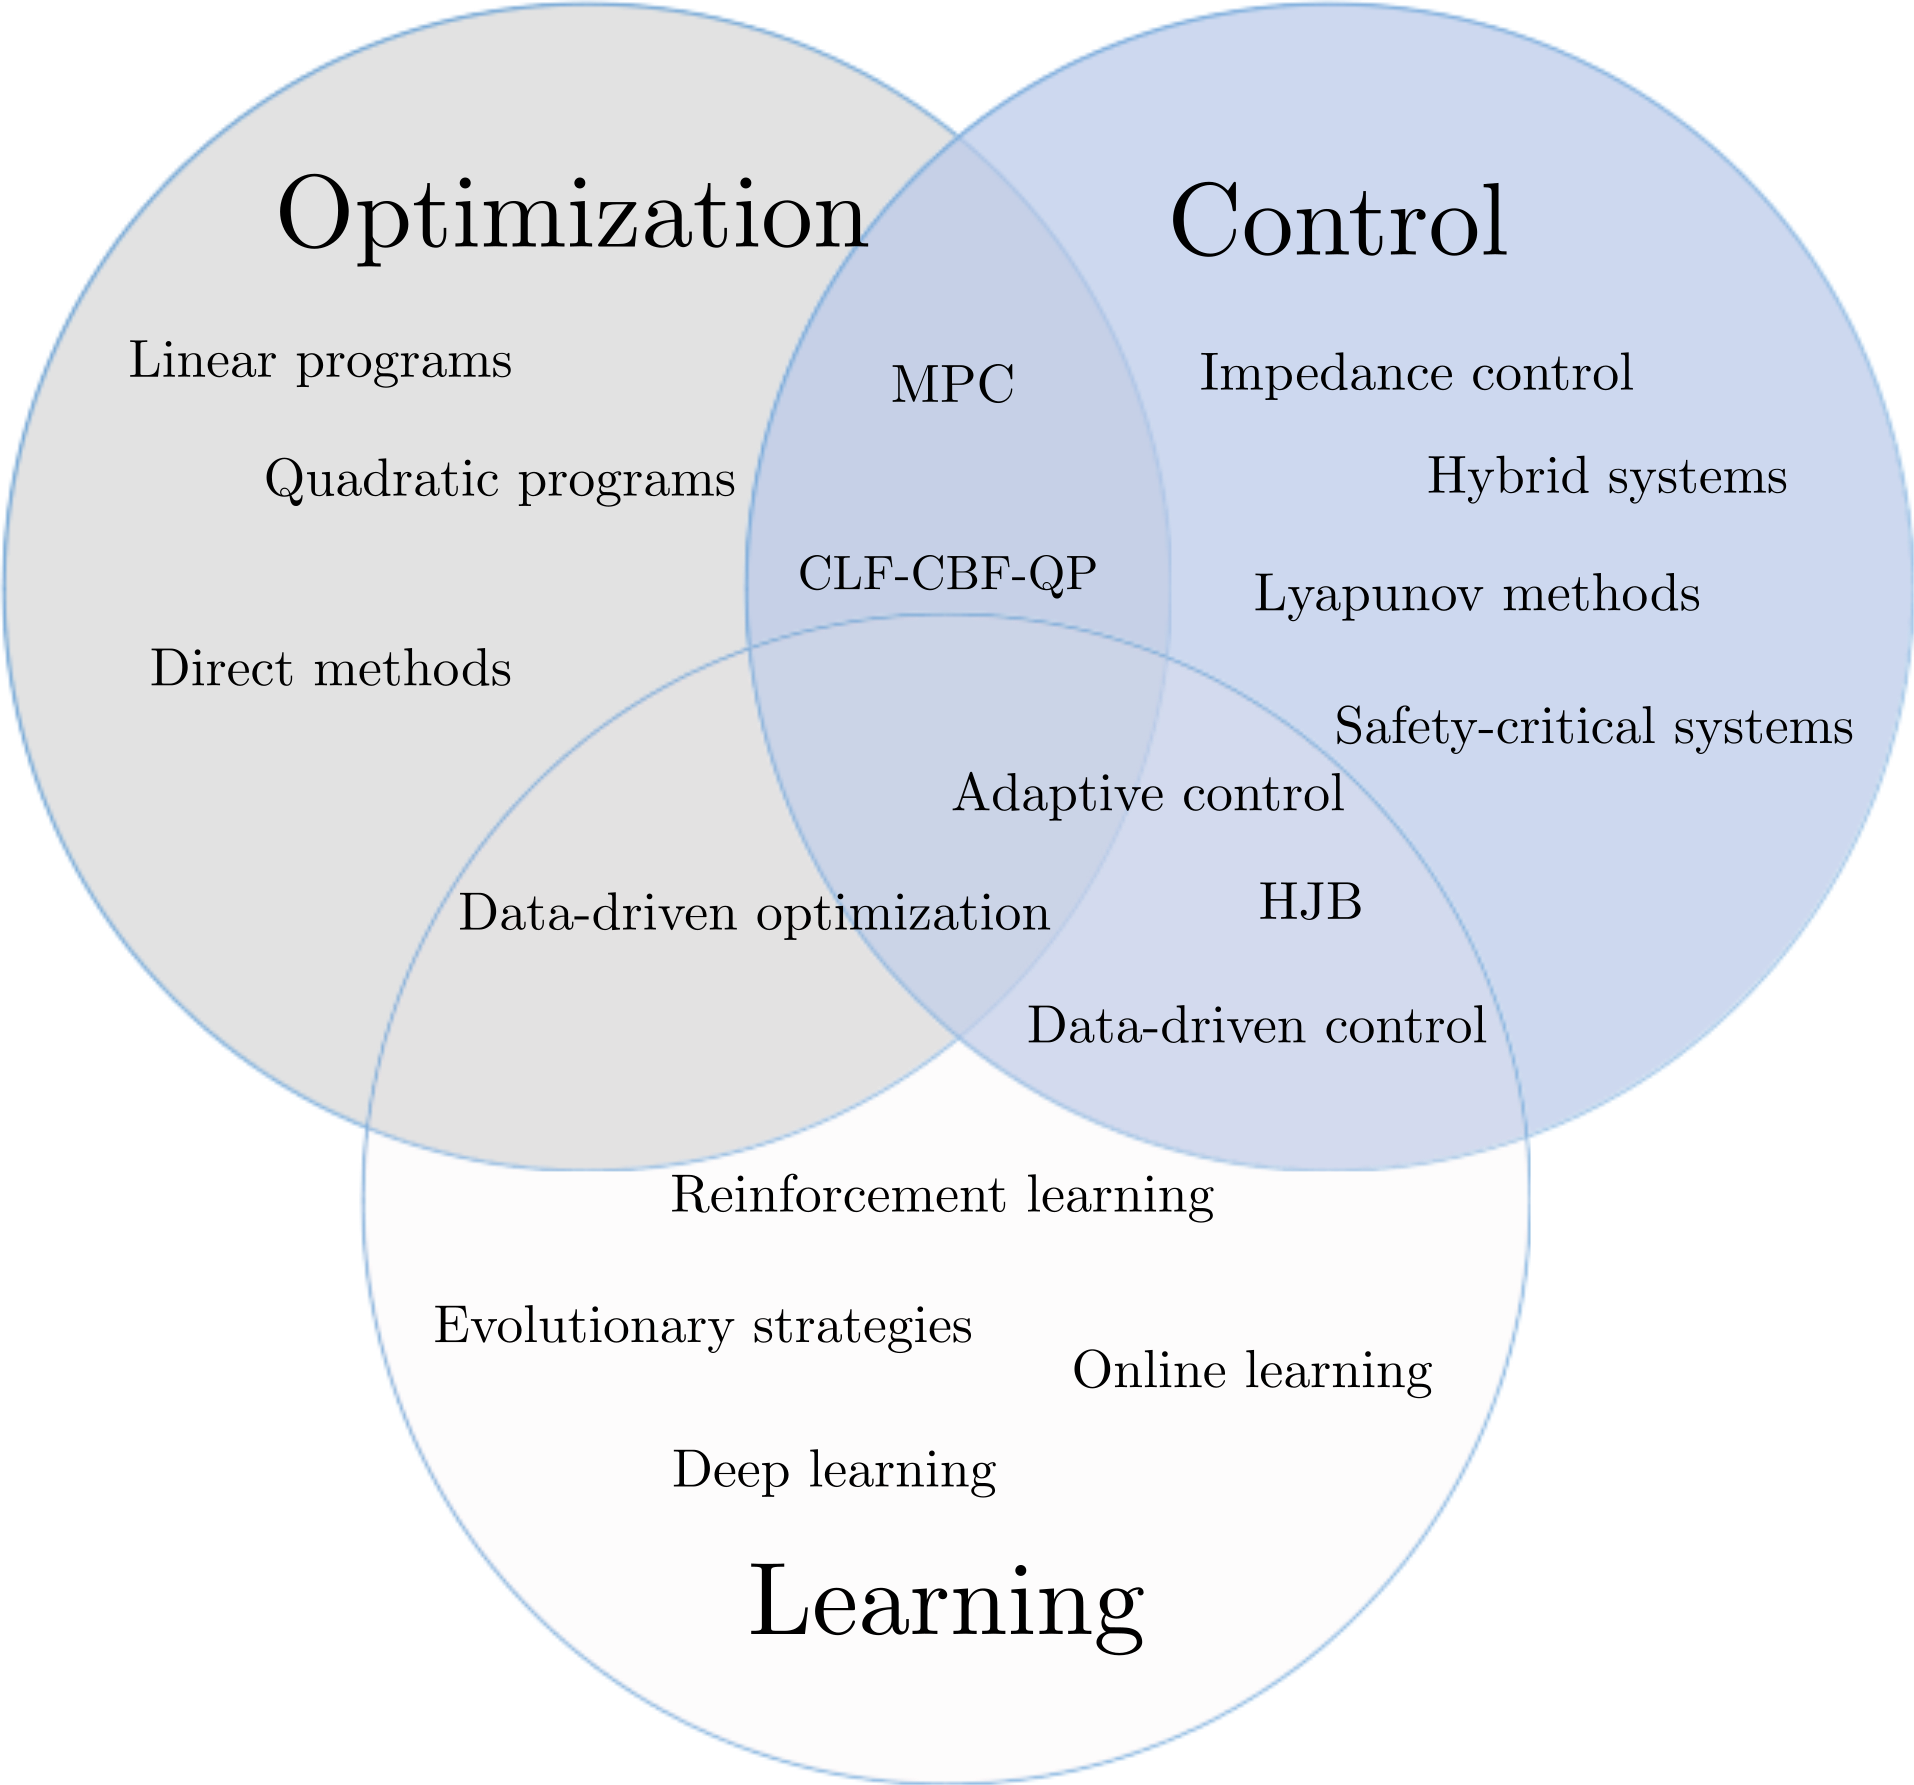 Optimization
Control
Linear programs
MPC
Impedance control
Quadratic programs
Hybrid systems
CLF-CBF-QP
Lyapunov methods
Direct methods
Safety-critical systems
Adaptive control
Data-driven optimization
HJB
Data-driven control
Reinforcement learning
Evolutionary strategies
Online learning
Deep learning
Learning